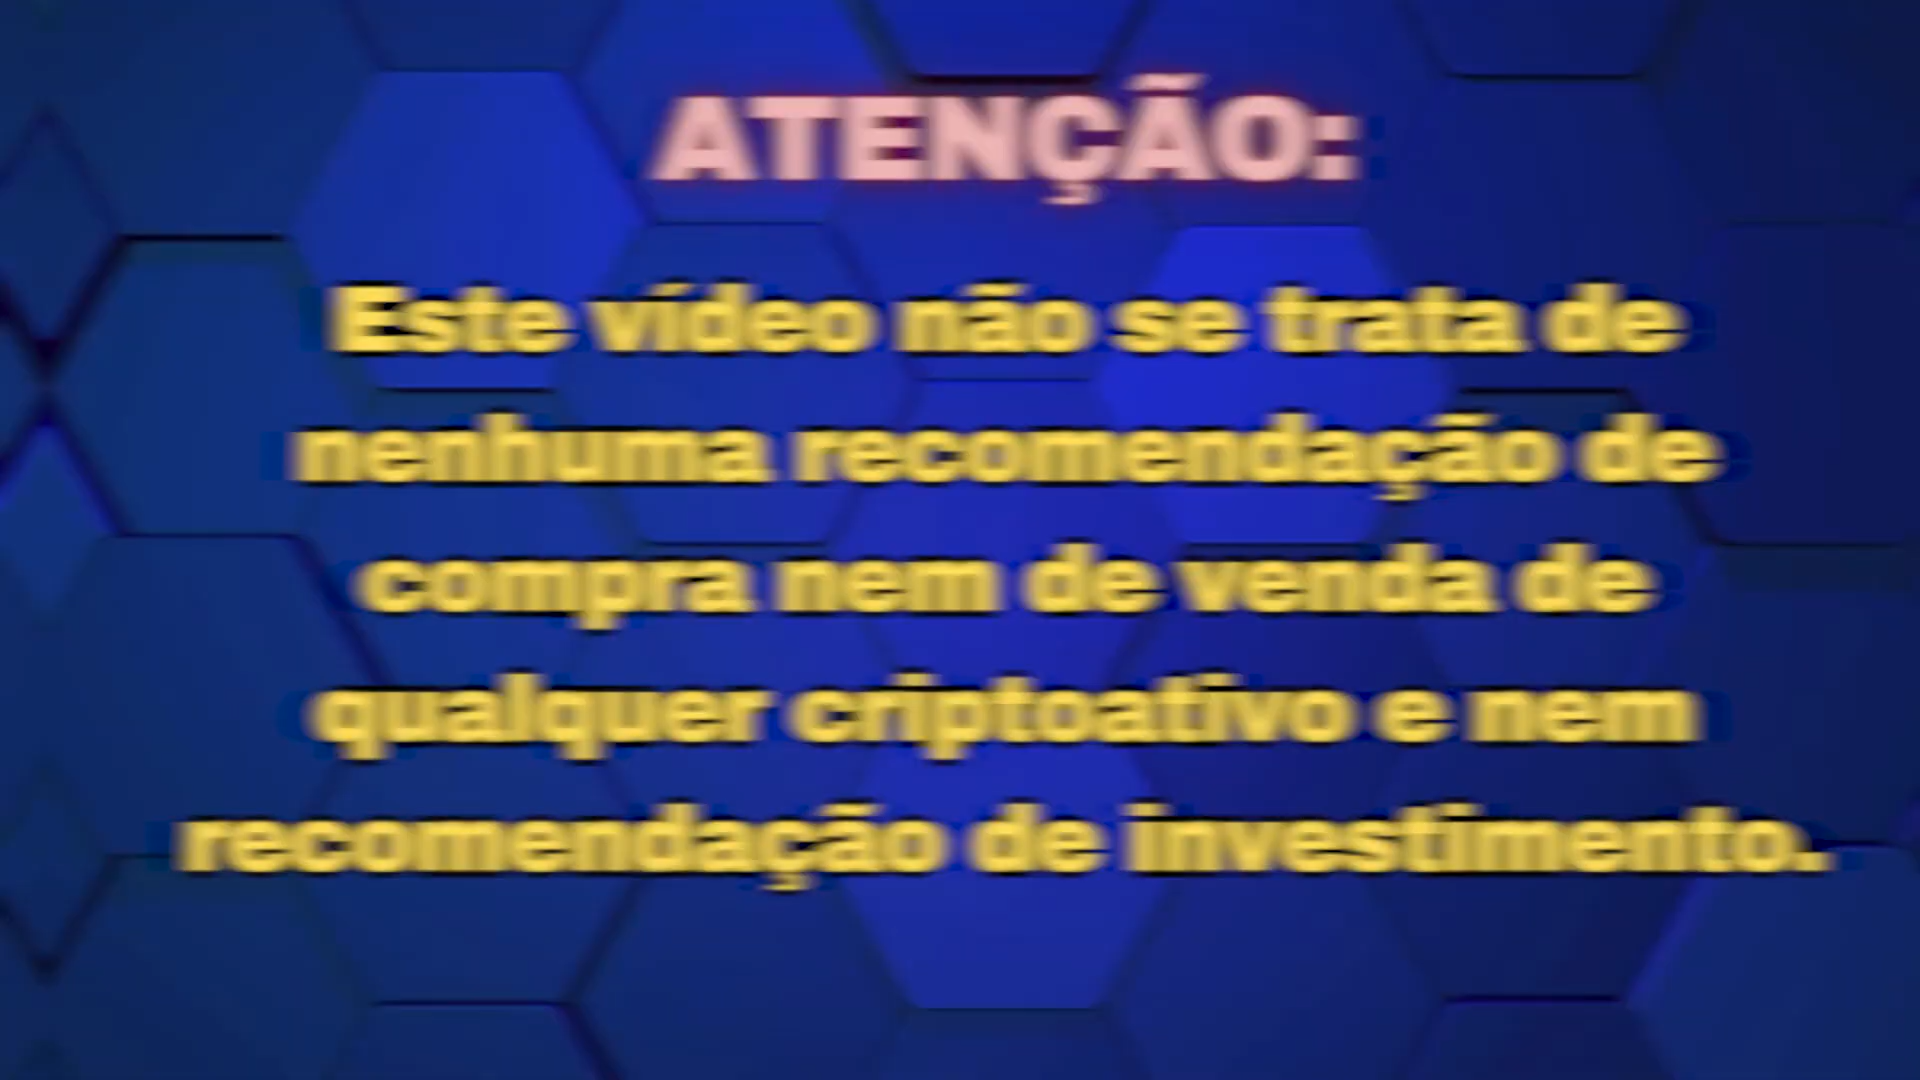 ATENÇÃO:
Este vídeo não se trata de
nenhuma recomendação de
compra nem de venda de
qualquer criptoativo e nem
recomendação de investimento.